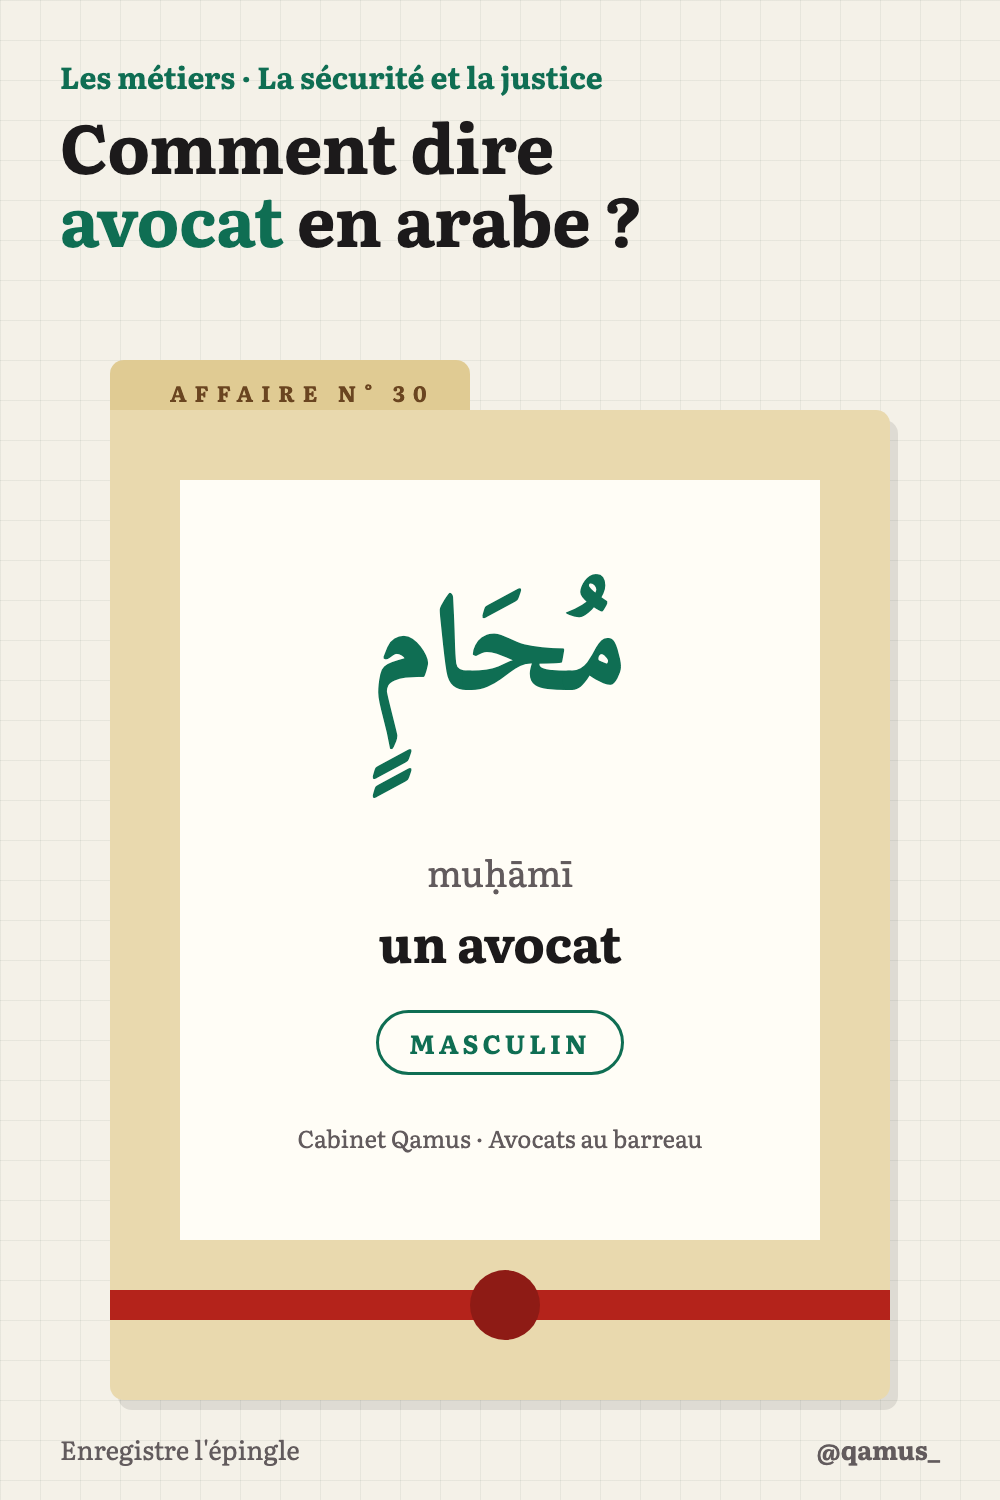 Les métiers · La sécurité et la justice
Comment dire
avocat en arabe ?
AFFAIRE N° 30
مُحَامٍ
muḥāmī
un avocat
MASCULIN
Cabinet Qamus · Avocats au barreau
Enregistre l'épingle
@qamus_